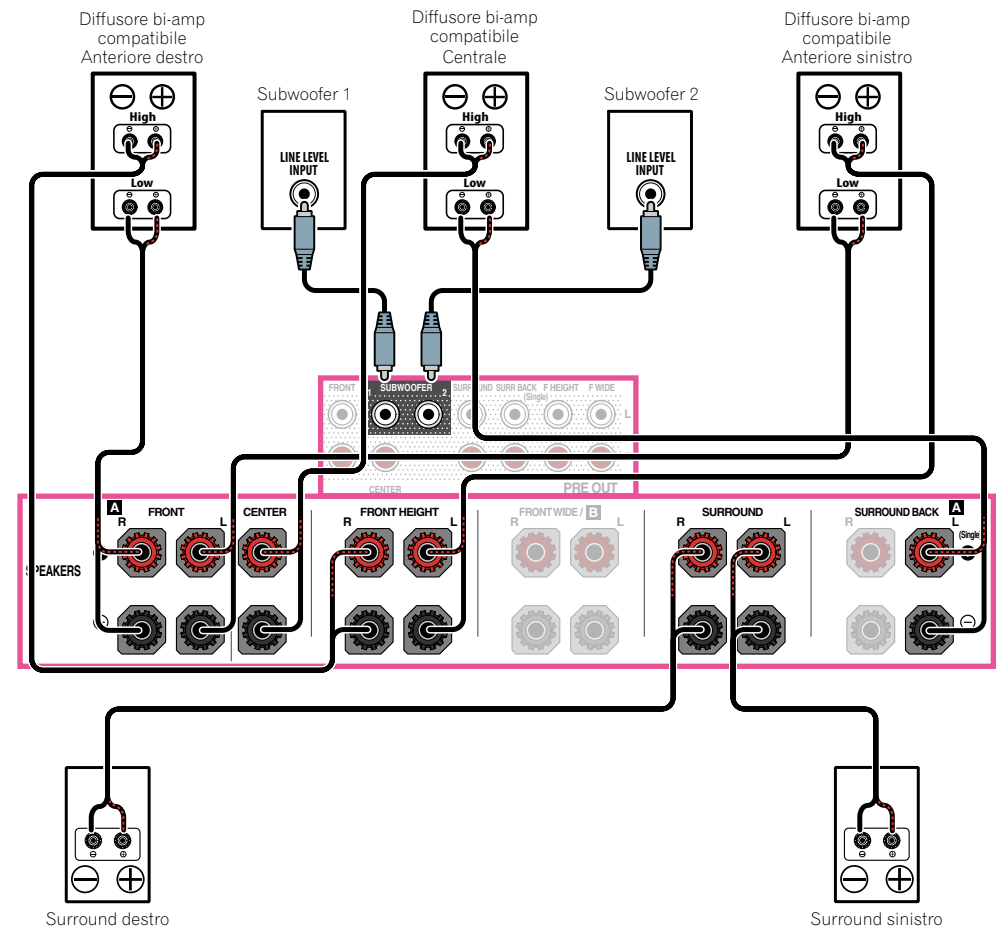 Diffusore bi-amp
compatibile
Anteriore destro
Diffusore bi-amp
compatibile
Centrale
Diffusore bi-amp
compatibile
Anteriore sinistro
Subwoofer 1
Subwoofer 2
High
Low
LINE LEVEL
INPUT
High
Low
LINE LEVEL
INPUT
High
Low
FRONT
1 SUBWOOFER 2
SURROUND
SURR BACK
(Single)
F HEIGHT
F WIDE
L
CENTER
PRE OUT
SPEAKERS
A
R FRONT L
CENTER
R FRONT HEIGHT L
FRONT WIDE / B
R L
SURROUND
R L
SURROUND BACK A
R L
(Single)
Surround destro
Surround sinistro